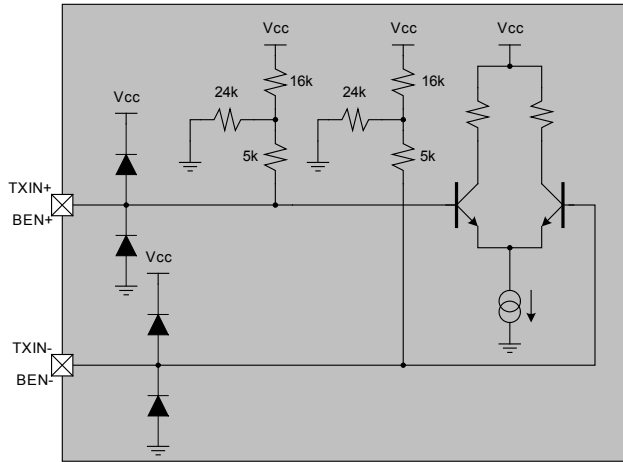 Vcc
Vcc
Vcc
16k
16k
24k
24k
Vcc
5k
5k
TXIN+
BEN+
Vcc
TXIN-
BEN-